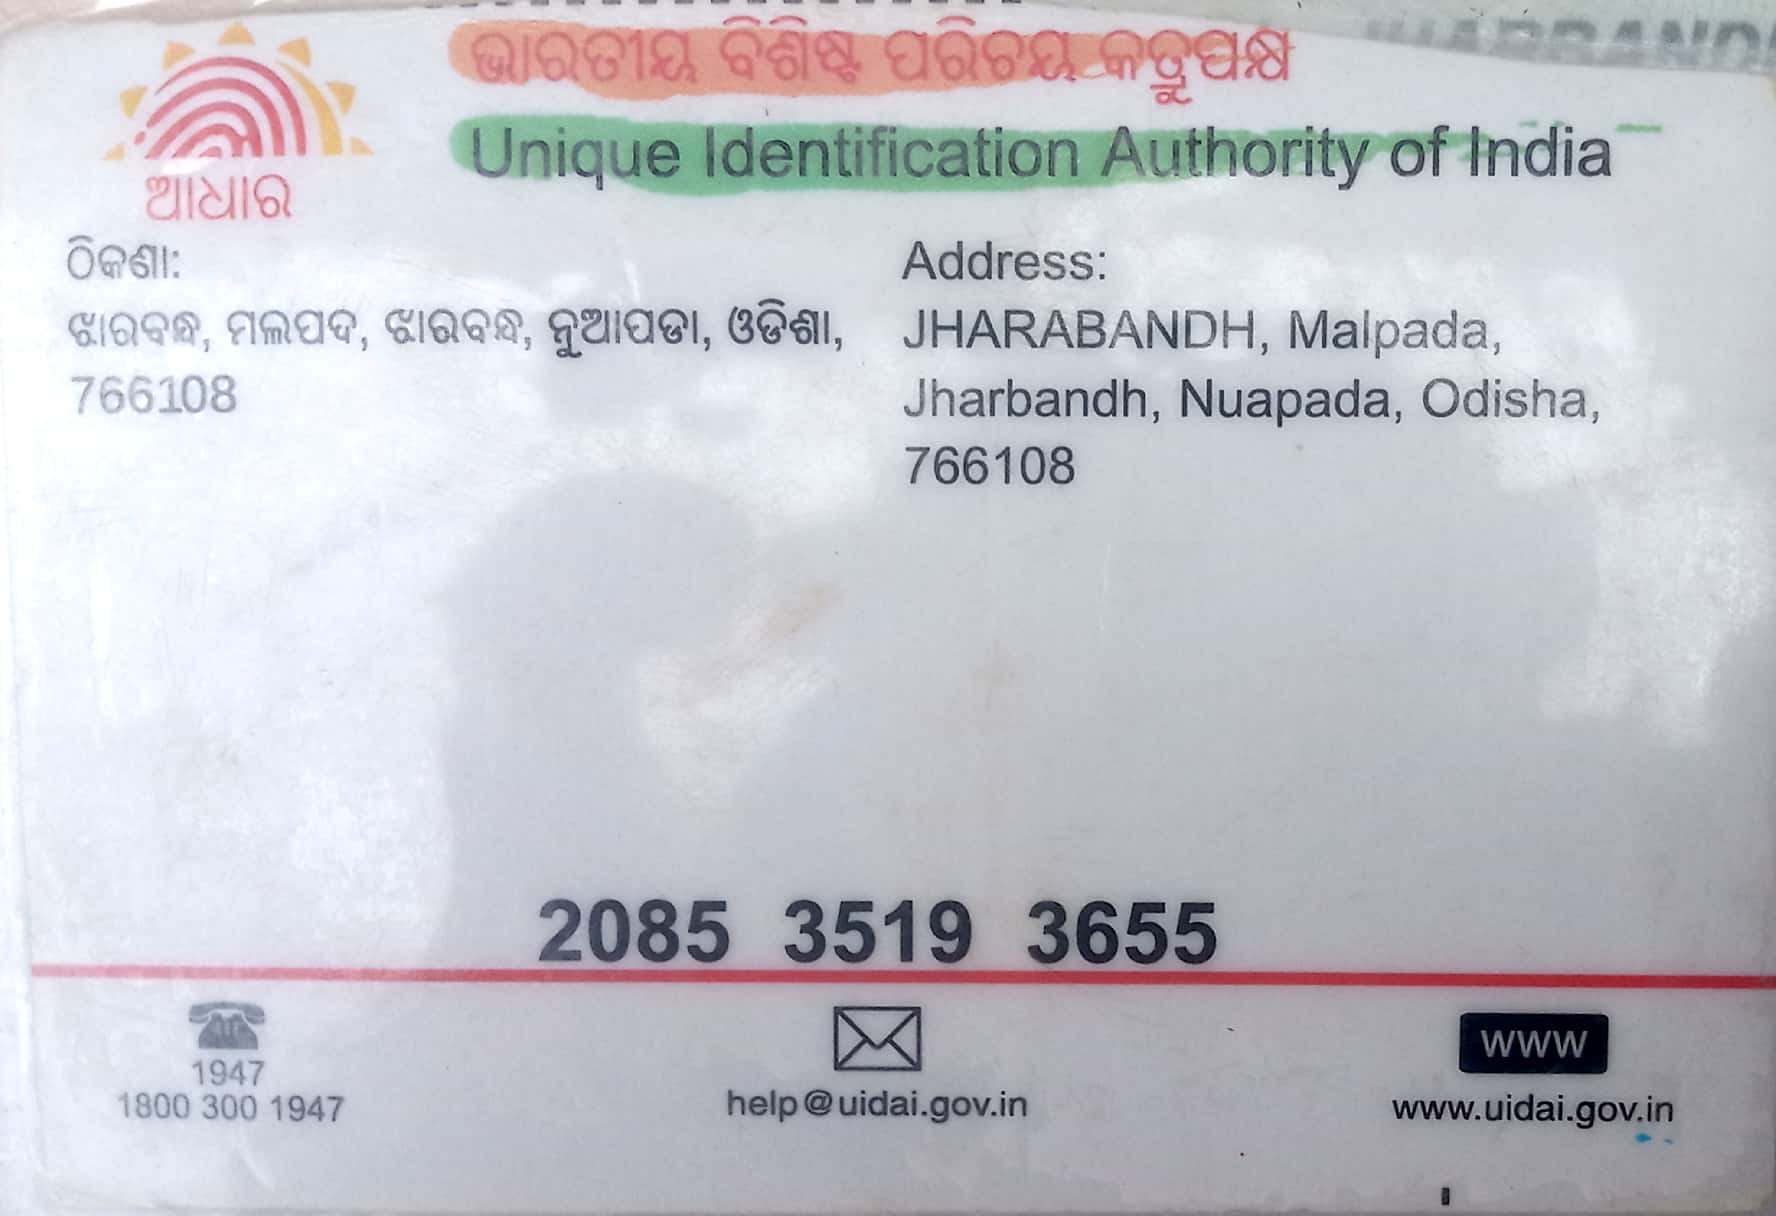 ଭାରତୀୟ ବିଶିଷ୍ଟ ପରିଚୟ କର୍ତ୍ତୃପକ୍ଷ
Unique Identification Authority of India
ଆଧାର
ଠିକଣା:
ଝାରବନ୍ଧ, ମଲପଦ, ଝାରବନ୍ଧ, ନୁଆପଡା, ଓଡିଶା,
766108
Address:
JHARABANDH, Malpada,
Jharbandh, Nuapada, Odisha,
766108
2085 3519 3655
1947
1800 300 1947
help@uidai.gov.in
www
www.uidai.gov.in